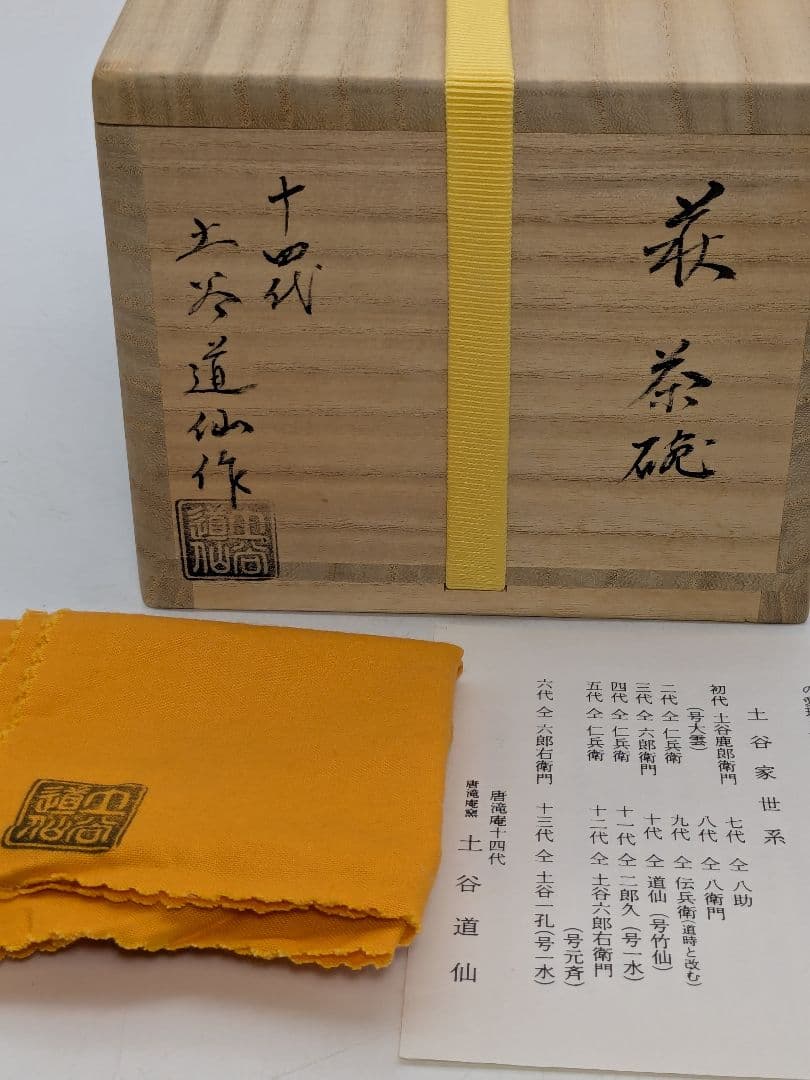 萩茶碗
十四代
土谷道仙作
土谷道仙
土谷道仙
土谷家世系
初代 土谷鹿郎衛門
(号大雲)
二代 仝 仁兵衛
三代 仝 六郎衛門
四代 仝 仁兵衛
五代 仝 仁兵衛
六代 仝 六郎右衛門
七代 仝 八助
八代 仝 八衛門
九代 仝 伝兵衛(道時と改む)
十代 仝 道仙(号竹仙)
十一代 仝 二郎久(号一水)
十二代 仝 土谷六郎右衛門
(号元斉)
十三代 仝 土谷一孔(号一水)
唐滝庵十四代
唐滝庵窯 土谷道仙